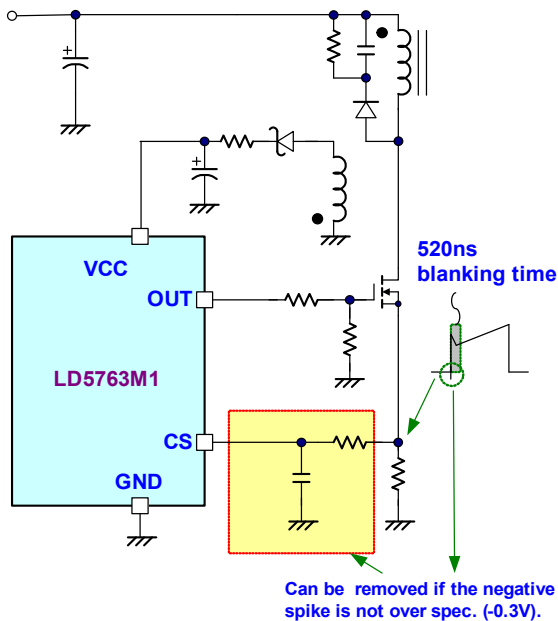 +
+
520ns
blanking time
VCC
OUT
LD5763M1
CS
GND
Can be removed if the negative
spike is not over spec. (-0.3V).